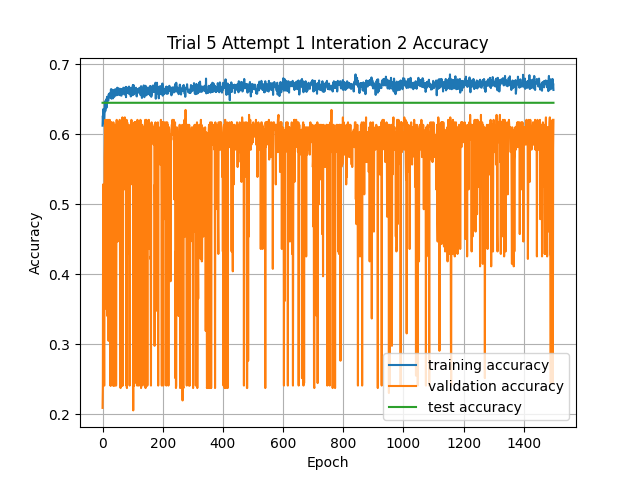 Trial 5 Attempt 1 Interation 2 Accuracy
0.7
0.6
0.5
0.4
0.3
0.2
Accuracy
training accuracy
validation accuracy
test accuracy
0 200 400 600 800 1000 1200 1400
Epoch